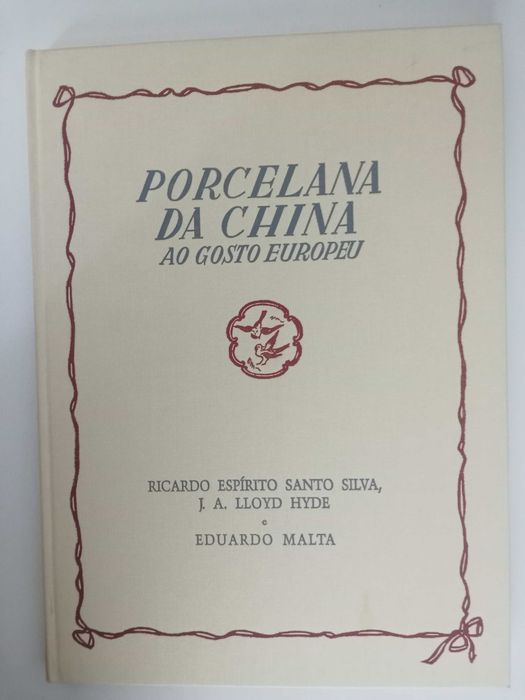 PORCELANA
DA CHINA
AO GOSTO EUROPEU
RICARDO ESPÍRITO SANTO SILVA,
J. A. LLOYD HYDE
e
EDUARDO MALTA